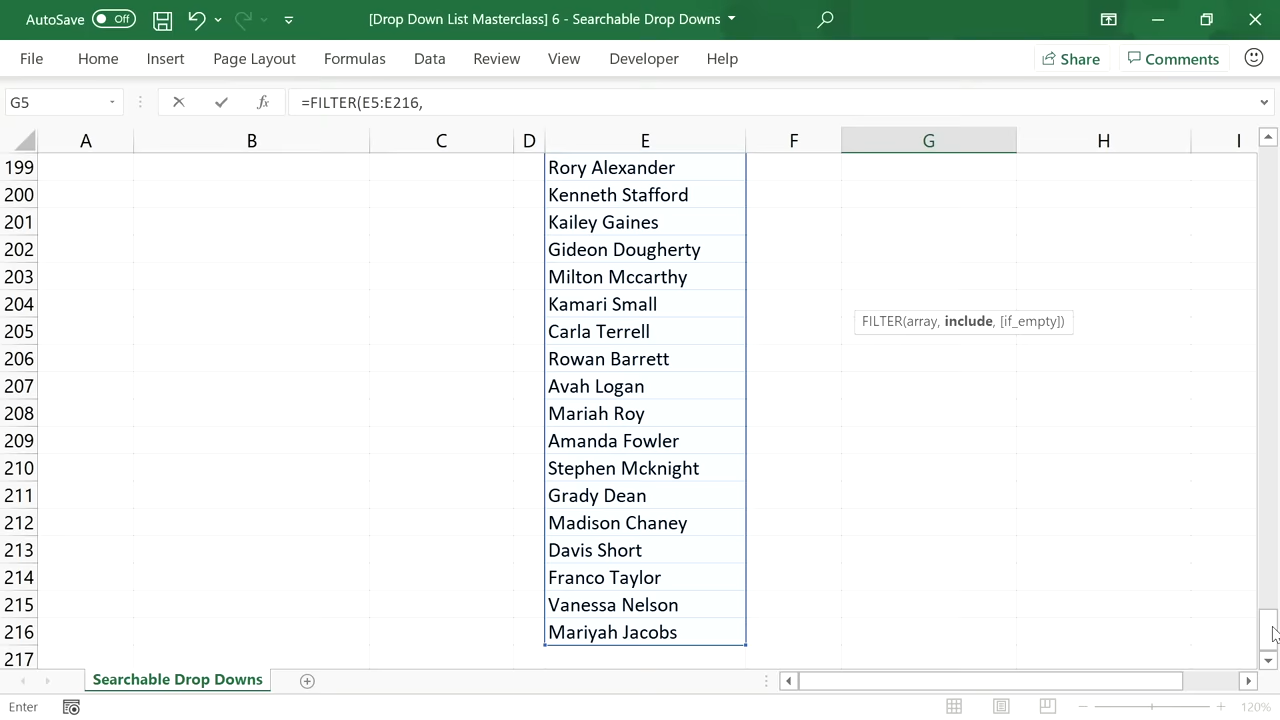 AutoSave Off [Drop Down List Masterclass] 6 - Searchable Drop Downs
File Home Insert Page Layout Formulas Data Review View Developer Help Share Comments
G5 fx =FILTER(E5:E216,
A B C D E F G H I
199 Rory Alexander
200 Kenneth Stafford
201 Kailey Gaines
202 Gideon Dougherty
203 Milton Mccarthy
204 Kamari Small
205 Carla Terrell
FILTER(array, include, [if_empty])
206 Rowan Barrett
207 Avah Logan
208 Mariah Roy
209 Amanda Fowler
210 Stephen Mcknight
211 Grady Dean
212 Madison Chaney
213 Davis Short
214 Franco Taylor
215 Vanessa Nelson
216 Mariyah Jacobs
217
Searchable Drop Downs
Enter 120%